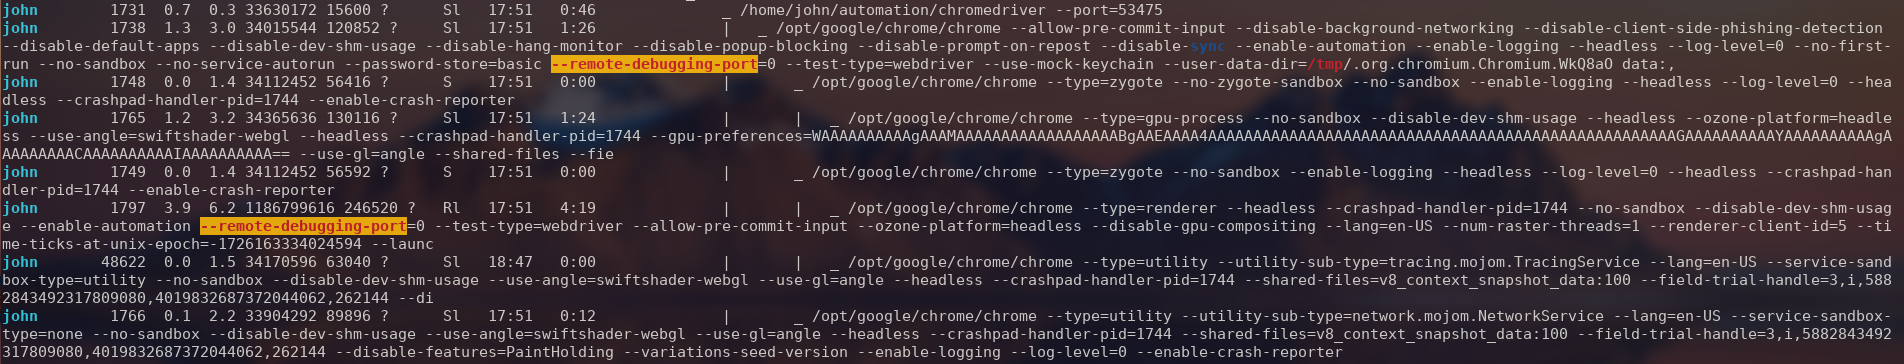 john 1731 0.7 0.3 33630172 15600 ? Sl 17:51 0:46 _ /home/john/automation/chromedriver --port=53475
john 1738 1.3 3.0 34015544 120852 ? Sl 17:51 1:26 | _ /opt/google/chrome/chrome --allow-pre-commit-input --disable-background-networking --disable-client-side-phishing-detection
--disable-default-apps --disable-dev-shm-usage --disable-hang-monitor --disable-popup-blocking --disable-prompt-on-repost --disable-sync --enable-automation --enable-logging --headless --log-level=0 --no-first-
run --no-sandbox --no-service-autorun --password-store=basic --remote-debugging-port=0 --test-type=webdriver --use-mock-keychain --user-data-dir=/tmp/.org.chromium.Chromium.WkQ8aO data:,
john 1748 0.0 1.4 34112452 56416 ? S 17:51 0:00 | _ /opt/google/chrome/chrome --type=zygote --no-zygote-sandbox --no-sandbox --enable-logging --headless --log-level=0 --hea
dless --crashpad-handler-pid=1744 --enable-crash-reporter
john 1765 1.2 3.2 34365636 130116 ? Sl 17:51 1:24 | | _ /opt/google/chrome/chrome --type=gpu-process --no-sandbox --disable-dev-shm-usage --headless --ozone-platform=headle
ss --use-angle=swiftshader-webgl --headless --crashpad-handler-pid=1744
AAAAAAAAACAAAAAAAAAAIAAAAAAAAAA== --use-gl=angle --shared-files --fie
john 1749 0.0 1.4 34112452 56592 ? S 17:51 0:00 | _ /opt/google/chrome/chrome --type=zygote --no-sandbox --enable-logging --headless --log-level=0 --headless --crashpad-han
dler-pid=1744 --enable-crash-reporter
john 1797 3.9 6.2 1186799616 246520 ? Rl 17:51 4:19 | | _ /opt/google/chrome/chrome --type=renderer --headless --crashpad-handler-pid=1744 --no-sandbox --disable-dev-shm-usag
e --enable-automation --remote-debugging-port=0 --test-type=webdriver --allow-pre-commit-input --ozone-platform=headless --disable-gpu-compositing --lang=en-US --num-raster-threads=1 --renderer-client-id=5 --ti
me-ticks-at-unix-epoch=-1726163334024594 --launc
john 48622 0.0 1.5 34170596 63040 ? Sl 18:47 0:00 | | _ /opt/google/chrome/chrome --type=utility --utility-sub-type=tracing.mojom.TracingService --lang=en-US --service-sand
box-type=utility --no-sandbox --disable-dev-shm-usage --use-angle=swiftshader-webgl --use-gl=angle --headless --crashpad-handler-pid=1744 --shared-files=v8_context_snapshot_data:100 --field-trial-handle=3,i,588
2843492317809080,4019832687372044062,262144 --di
john 1766 0.1 2.2 33904292 89896 ? Sl 17:51 0:12 | _ /opt/google/chrome/chrome --type=utility --utility-sub-type=network.mojom.NetworkService --lang=en-US --service-sandbox-
type=none --no-sandbox --disable-dev-shm-usage --use-angle=swiftshader-webgl --use-gl=angle --headless --crashpad-handler-pid=1744 --shared-files=v8_context_snapshot_data:100 --field-trial-handle=3,i,5882843492
317809080,4019832687372044062,262144 --disable-features=PaintHolding --variations-seed-version --enable-logging --log-level=0 --enable-crash-reporter